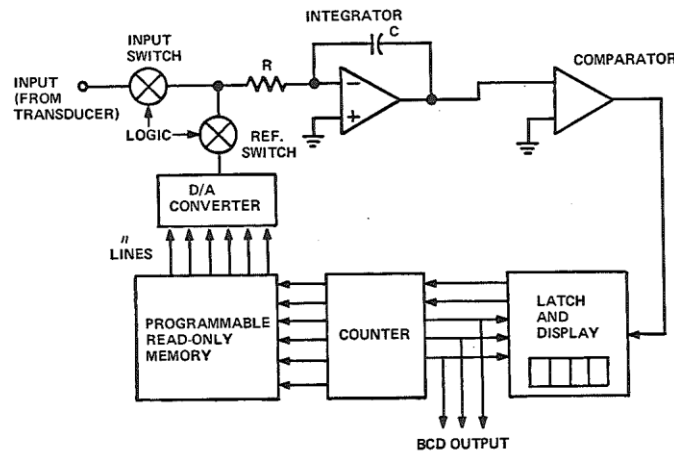 INTEGRATOR
INPUT
SWITCH
C
R
COMPARATOR
INPUT
(FROM
TRANSDUCER)
−
+
LOGIC
REF.
SWITCH
D/A
CONVERTER
n
LINES
PROGRAMMABLE
READ-ONLY
MEMORY
COUNTER
LATCH
AND
DISPLAY
BCD OUTPUT